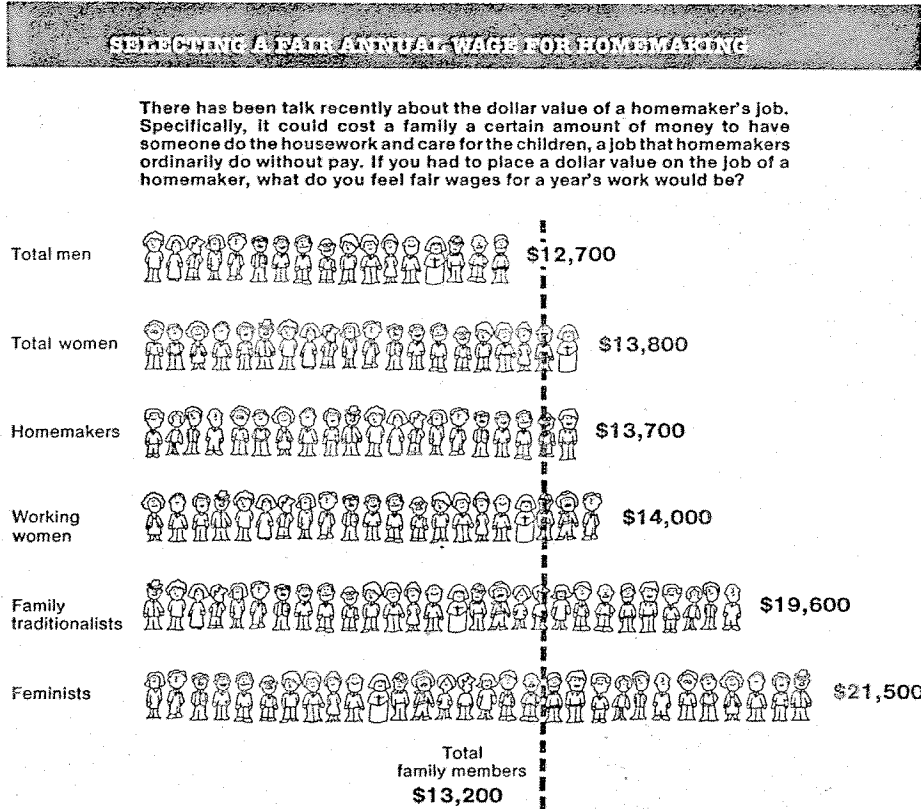 SELECTING A FAIR ANNUAL WAGE FOR HOMEMAKING
There has been talk recently about the dollar value of a homemaker's job.
Specifically, it could cost a family a certain amount of money to have
someone do the housework and care for the children, a job that homemakers
ordinarily do without pay. If you had to place a dollar value on the job of a
homemaker, what do you feel fair wages for a year's work would be?
Total men
$12,700
Total women
$13,800
Homemakers
$13,700
Working
women
$14,000
Family
traditionalists
$19,600
Feminists
$21,500
Total
family members
$13,200